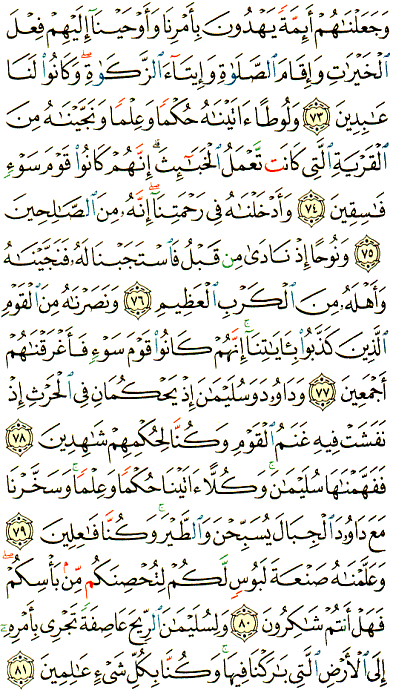 وَجَعَلْنَٰهُمْ أَئِمَّةً يَهْدُونَ بِأَمْرِنَا وَأَوْحَيْنَآ إِلَيْهِمْ فِعْلَ
ٱلْخَيْرَٰتِ وَإِقَامَ ٱلصَّلَوٰةِ وَإِيتَآءَ ٱلزَّكَوٰةِۖ وَكَانُوا۟ لَنَا
عَٰبِدِينَ ٧٣ وَلُوطًا ءَاتَيْنَٰهُ حُكْمًا وَعِلْمًا وَنَجَّيْنَٰهُ مِنَ
ٱلْقَرْيَةِ ٱلَّتِى كَانَت تَّعْمَلُ ٱلْخَبَٰٓئِثَۗ إِنَّهُمْ كَانُوا۟ قَوْمَ سَوْءٍ
فَٰسِقِينَ ٧٤ وَأَدْخَلْنَٰهُ فِى رَحْمَتِنَآۖ إِنَّهُۥ مِنَ ٱلصَّٰلِحِينَ
٧٥ وَنُوحًا إِذْ نَادَىٰ مِن قَبْلُ فَٱسْتَجَبْنَا لَهُۥ فَنَجَّيْنَٰهُ
وَأَهْلَهُۥ مِنَ ٱلْكَرْبِ ٱلْعَظِيمِ ٧٦ وَنَصَرْنَٰهُ مِنَ ٱلْقَوْمِ
ٱلَّذِينَ كَذَّبُوا۟ بِـَٔايَٰتِنَآۚ إِنَّهُمْ كَانُوا۟ قَوْمَ سَوْءٍ فَأَغْرَقْنَٰهُمْ
أَجْمَعِينَ ٧٧ وَدَاوُۥدَ وَسُلَيْمَٰنَ إِذْ يَحْكُمَانِ فِى ٱلْحَرْثِ إِذْ
نَفَشَتْ فِيهِ غَنَمُ ٱلْقَوْمِ وَكُنَّا لِحُكْمِهِمْ شَٰهِدِينَ ٧٨
فَفَهَّمْنَٰهَا سُلَيْمَٰنَۚ وَكُلًّا ءَاتَيْنَا حُكْمًا وَعِلْمًاۚ وَسَخَّرْنَا
مَعَ دَاوُۥدَ ٱلْجِبَالَ يُسَبِّحْنَ وَٱلطَّيْرَۚ وَكُنَّا فَٰعِلِينَ ٧٩
وَعَلَّمْنَٰهُ صَنْعَةَ لَبُوسٍ لَّكُمْ لِتُحْصِنَكُم مِّنۢ بَأْسِكُمْۖ
فَهَلْ أَنتُمْ شَٰكِرُونَ ٨٠ وَلِسُلَيْمَٰنَ ٱلرِّيحَ عَاصِفَةً تَجْرِى بِأَمْرِهِۦٓ
إِلَى ٱلْأَرْضِ ٱلَّتِى بَٰرَكْنَا فِيهَاۚ وَكُنَّا بِكُلِّ شَىْءٍ عَٰلِمِينَ ٨١